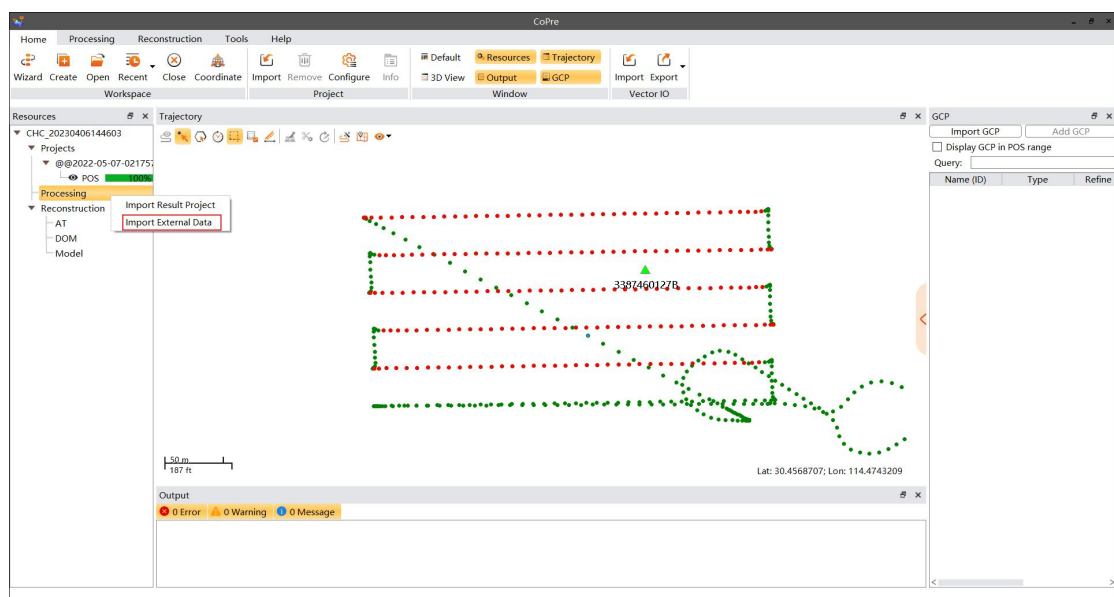 CoPre
Home Processing Reconstruction Tools Help
Wizard Create Open Recent Close Coordinate Import Remove Configure Info Default Resources Trajectory 3D View Output GCP Import Export
Workspace Project Window Vector IO
Resources
CHC_20230406144603
Projects
@@2022-05-07-021757
POS 100%
Processing
Import Result Project
Import External Data
Reconstruction
AT
DOM
Model
Trajectory
3387460127B
50 m
187 ft
Lat: 30.4568707; Lon: 114.4743209
Output
0 Error 0 Warning 0 Message
GCP
Import GCP Add GCP
Display GCP in POS range
Query:
Name (ID) Type Refine